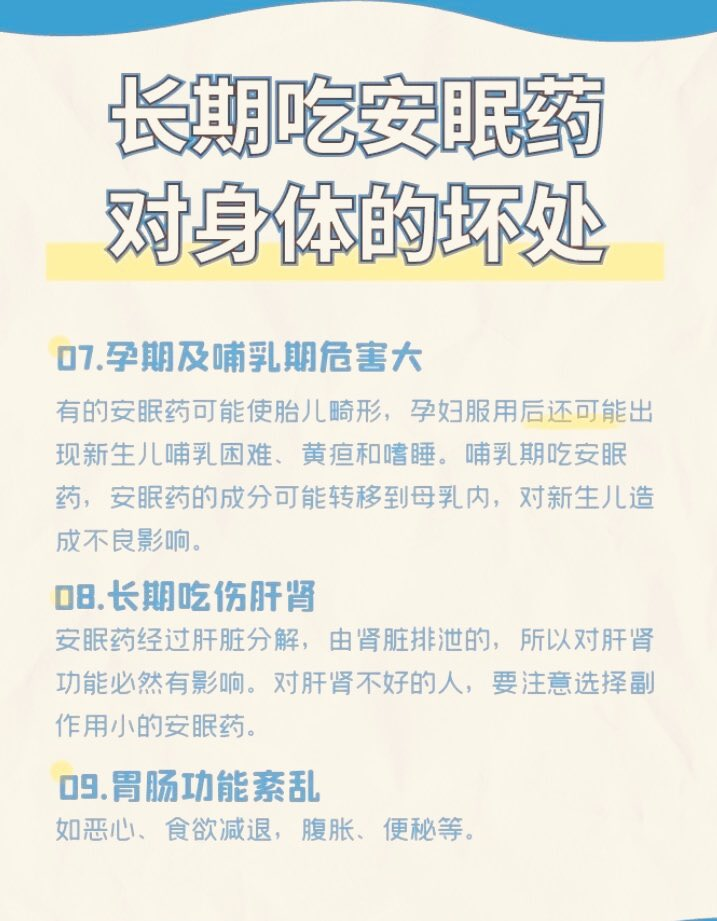 长期吃安眠药
对身体的坏处
07.孕期及哺乳期危害大
有的安眠药可能使胎儿畸形，孕妇服用后还可能出
现新生儿哺乳困难、黄疸和嗜睡。哺乳期吃安眠
药，安眠药的成分可能转移到母乳内，对新生儿造
成不良影响。
08.长期吃伤肝肾
安眠药经过肝脏分解，由肾脏排泄的，所以对肝肾
功能必然有影响。对肝肾不好的人，要注意选择副
作用小的安眠药。
09.胃肠功能紊乱
如恶心、食欲减退，腹胀、便秘等。